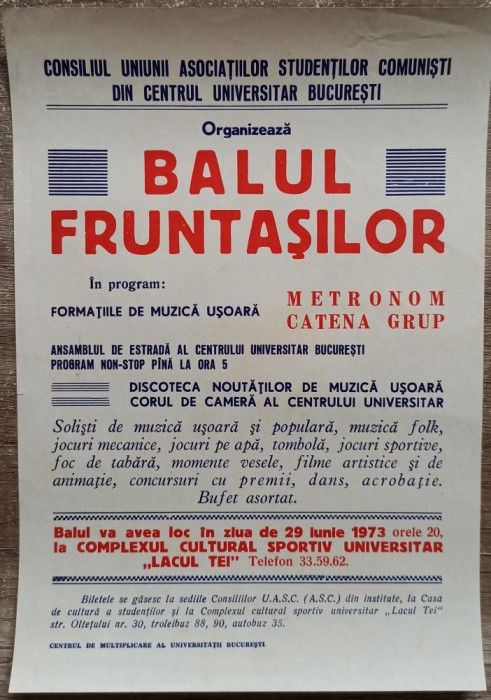 CONSILIUL UNIUNII ASOCIAȚIILOR STUDENȚILOR COMUNIȘTI
DIN CENTRUL UNIVERSITAR BUCUREȘTI
Organizează
BALUL
FRUNTAȘILOR
În program:
FORMAȚIILE DE MUZICĂ UȘOARĂ
METRONOM
CATENA GRUP
ANSAMBLUL DE ESTRADĂ AL CENTRULUI UNIVERSITAR BUCUREȘTI
PROGRAM NON-STOP PÎNĂ LA ORA 5
DISCOTECA NOUTĂȚILOR DE MUZICĂ UȘOARĂ
CORUL DE CAMERĂ AL CENTRULUI UNIVERSITAR
Soliști de muzică ușoară și populară, muzică folk,
jocuri mecanice, jocuri pe apă, tombolă, jocuri sportive,
foc de tabără, momente vesele, filme artistice și de
animație, concursuri cu premii, dans, acrobație.
Bufet asortat.
Balul va avea loc în ziua de 29 iunie 1973 orele 20,
la COMPLEXUL CULTURAL SPORTIV UNIVERSITAR
„LACUL TEI" Telefon 33.59.62.
Biletele se găsesc la sediile Consiliilor U.A.S.C. (A.S.C.) din institute, la Casa
de cultură a studenților și la Complexul cultural sportiv universitar „Lacul Tei"
str. Oltețului nr. 30, troleibuz 88, 90, autobuz 35.
CENTRUL DE MULTIPLICARE AL UNIVERSITĂȚII BUCUREȘTI